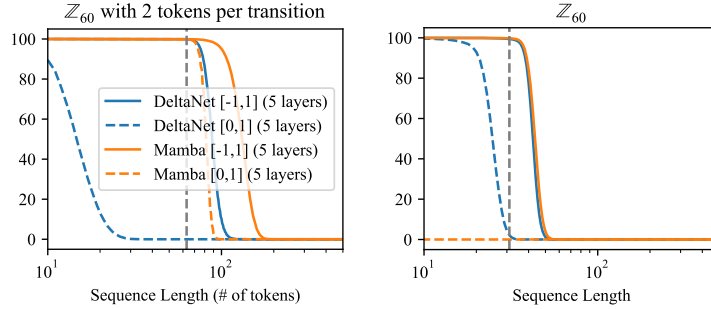 ℤ₆₀ with 2 tokens per transition
100
80
60
40
20
0
10¹
10²
Sequence Length (# of tokens)
DeltaNet [-1,1] (5 layers)
DeltaNet [0,1] (5 layers)
Mamba [-1,1] (5 layers)
Mamba [0,1] (5 layers)
ℤ₆₀
100
80
60
40
20
0
10¹
10²
Sequence Length